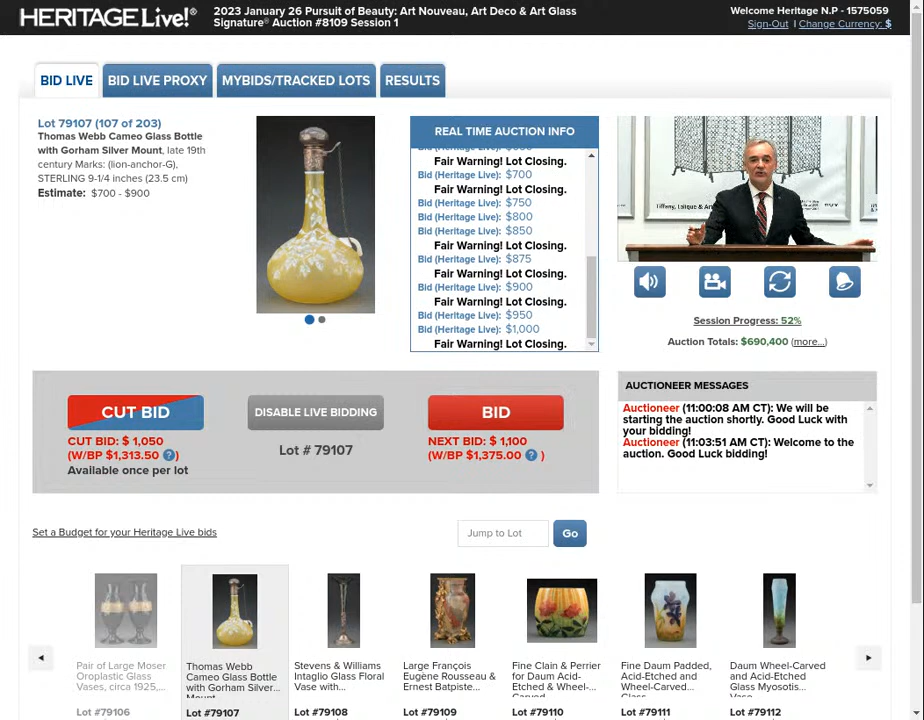 HERITAGE Live!®
2023 January 26 Pursuit of Beauty: Art Nouveau, Art Deco & Art Glass
Signature® Auction #8109 Session 1
Welcome Heritage N.P - 1575059
Sign-Out | Change Currency: $
BID LIVE
BID LIVE PROXY
MYBIDS/TRACKED LOTS
RESULTS
Lot 79107 (107 of 203)
Thomas Webb Cameo Glass Bottle
with Gorham Silver Mount, late 19th
century Marks: (lion-anchor-G),
STERLING 9-1/4 inches (23.5 cm)
Estimate: $700 - $900
REAL TIME AUCTION INFO
Fair Warning! Lot Closing.
Bid (Heritage Live): $700
Fair Warning! Lot Closing.
Bid (Heritage Live): $750
Bid (Heritage Live): $800
Bid (Heritage Live): $850
Fair Warning! Lot Closing.
Bid (Heritage Live): $875
Fair Warning! Lot Closing.
Bid (Heritage Live): $900
Fair Warning! Lot Closing.
Bid (Heritage Live): $950
Bid (Heritage Live): $1,000
Fair Warning! Lot Closing.
Tiffany, Lalique & Art
Session Progress: 52%
Auction Totals: $690,400 (more...)
CUT BID
CUT BID: $ 1,050
(W/BP $1,313.50 ?)
Available once per lot
DISABLE LIVE BIDDING
Lot # 79107
BID
NEXT BID: $ 1,100
(W/BP $1,375.00 ? )
AUCTIONEER MESSAGES
Auctioneer (11:00:08 AM CT): We will be
starting the auction shortly. Good Luck with
your bidding!
Auctioneer (11:03:51 AM CT): Welcome to the
auction. Good Luck bidding!
Set a Budget for your Heritage Live bids
Jump to Lot
Go
Pair of Large Moser
Oroplastic Glass
Vases, circa 1925,...
Lot #79106
Thomas Webb
Cameo Glass Bottle
with Gorham Silver...
Lot #79107
Stevens & Williams
Intaglio Glass Floral
Vase with...
Lot #79108
Large François
Eugène Rousseau &
Ernest Batpiste...
Lot #79109
Fine Clain & Perrier
for Daum Acid-
Etched & Wheel-
Lot #79110
Fine Daum Padded,
Acid-Etched and
Wheel-Carved
Lot #79111
Daum Wheel-Carved
and Acid-Etched
Glass Myosotis
Lot #79112